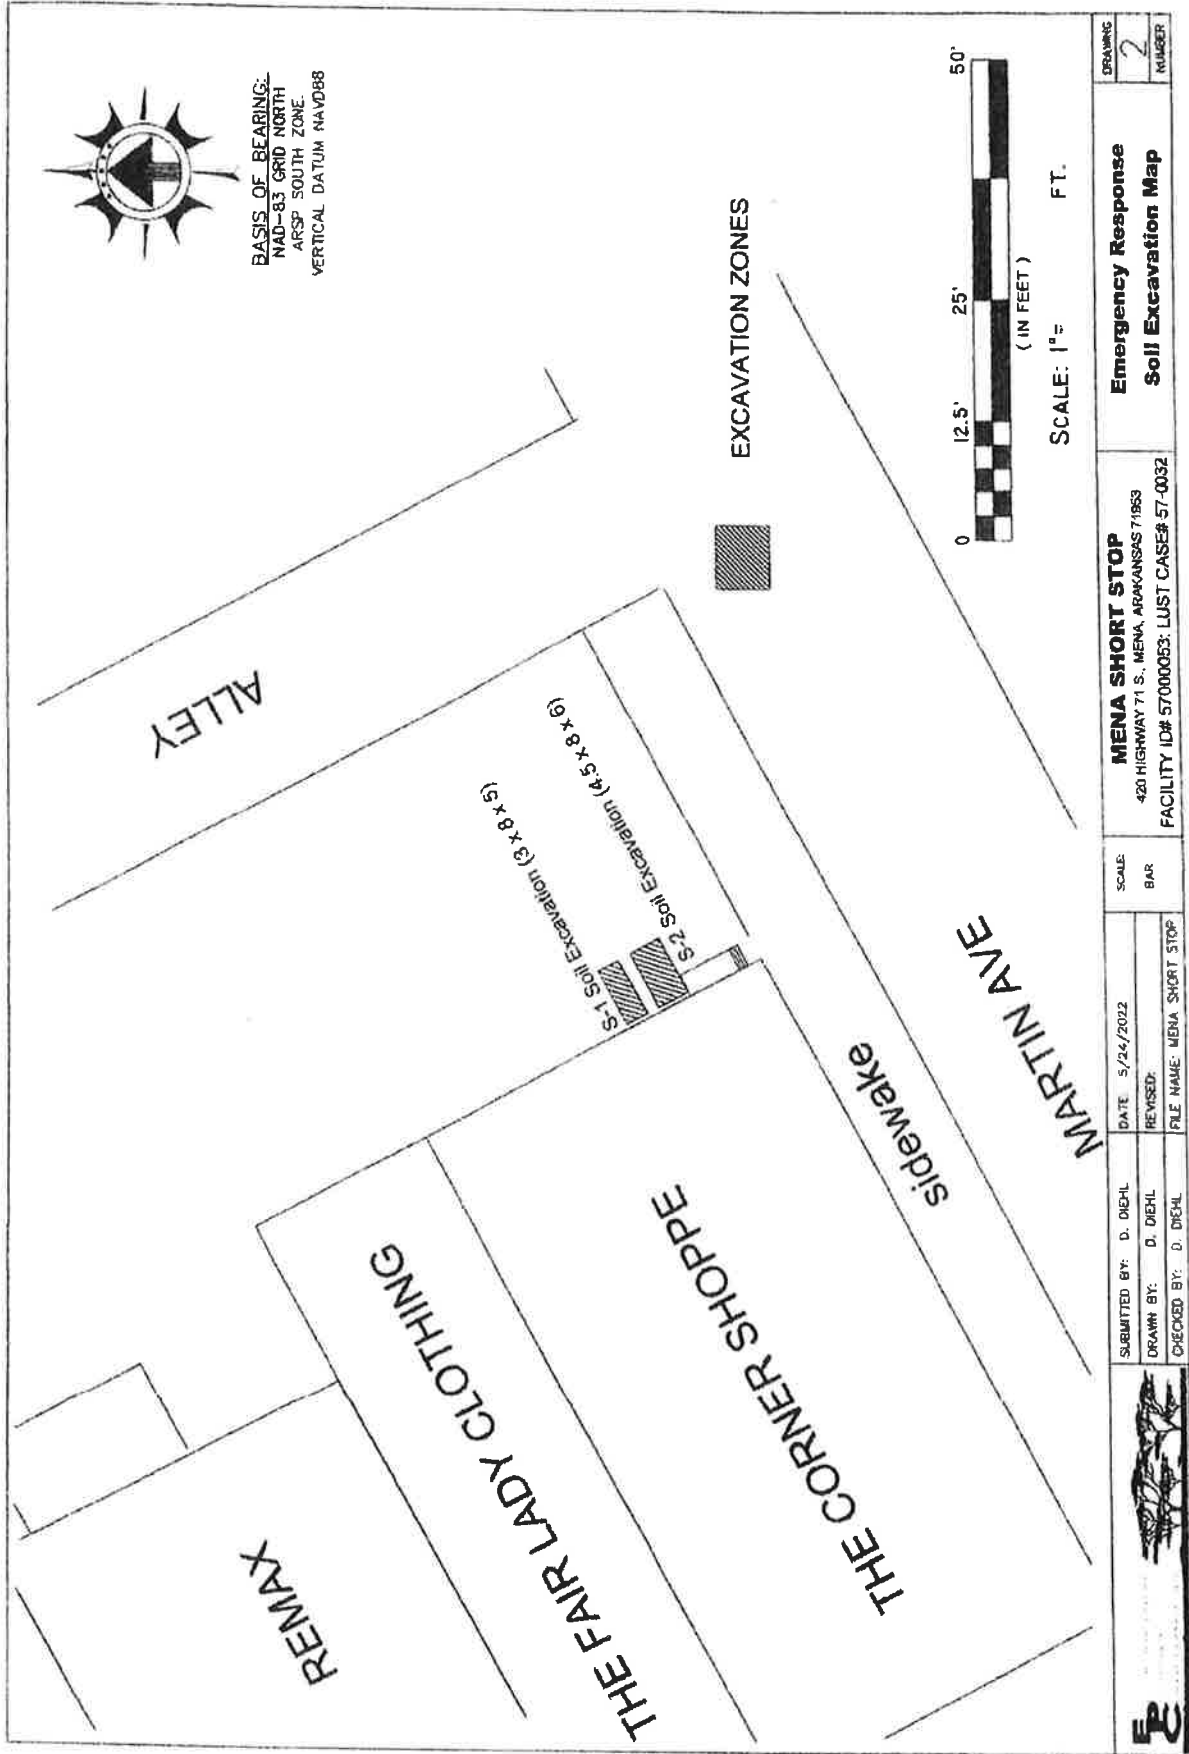 BASIS OF BEARING:
NAD-83 GRID NORTH
ARSP SOUTH ZONE.
VERTICAL DATUM NAVD88
ALLEY
REMAX
THE FAIR LADY CLOTHING
THE CORNER SHOPPE
S-1 Soil Excavation (3 x 8 x 5)
S-2 Soil Excavation (4.5 x 8 x 6)
EXCAVATION ZONES
sidewake
MARTIN AVE
0 12.5' 25' 50'
( IN FEET )
SCALE: 1"= FT.
EPC
SUBMITTED BY: D. DIEHL
DRAWN BY: D. DIEHL
CHECKED BY: D. DIEHL
DATE 5/24/2022
REVISED:
FILE NAME: MENA SHORT STOP
SCALE:
BAR
MENA SHORT STOP
420 HIGHWAY 71 S., MENA, ARAKANSAS 71953
FACILITY ID# 57000053: LUST CASE# 57-0032
Emergency Response
Soil Excavation Map
DRAWING
2
NUMBER